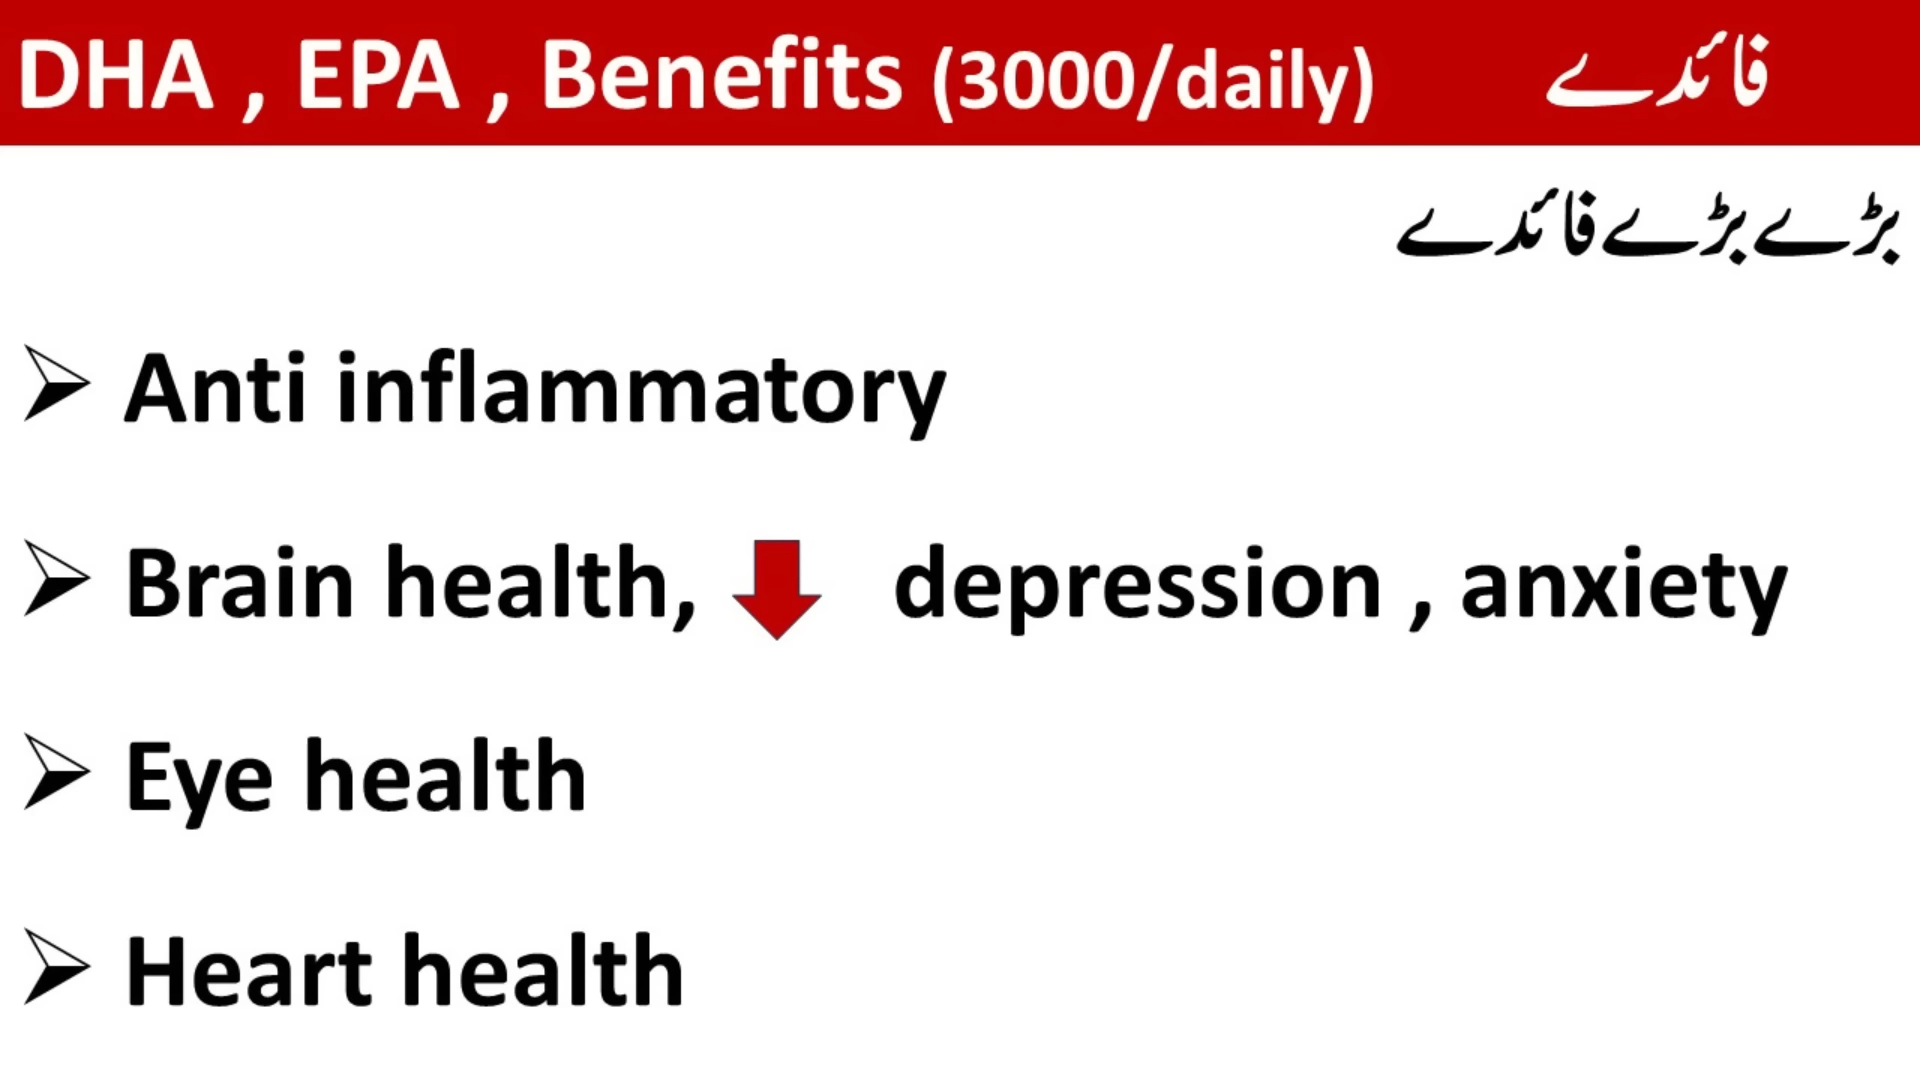 DHA , EPA , Benefits (3000/daily) فائدے
بڑے بڑے فائدے
Anti inflammatory
Brain health, depression , anxiety
Eye health
Heart health